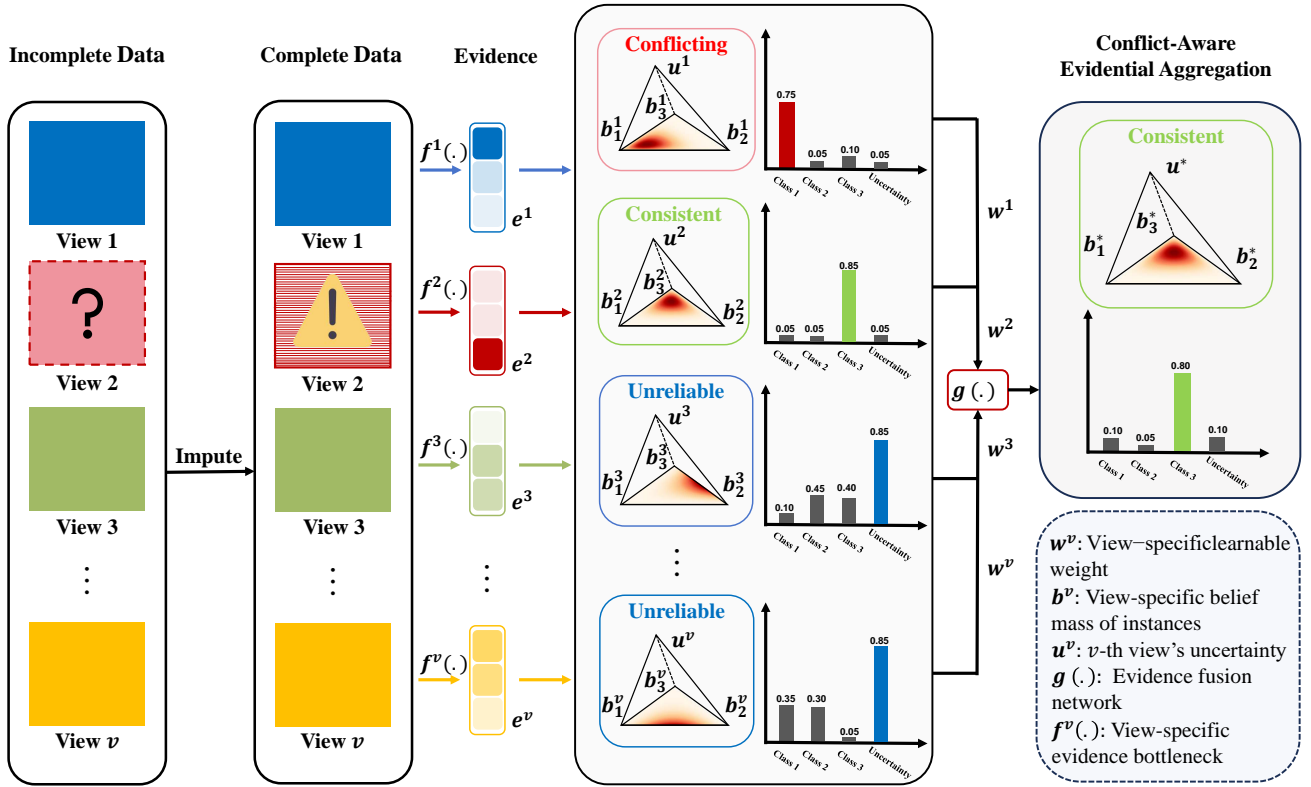 Incomplete Data
View 1
?
View 2
View 3
⋮
View v
Impute
Complete Data
View 1
!
View 2
View 3
⋮
View v
Evidence
f¹(.)
e¹
f²(.)
e²
f³(.)
e³
⋮
fᵛ(.)
eᵛ
Conflicting
u¹
b₃¹
b₁¹
b₂¹
0.75
0.05
0.10
0.05
Class 1
Class 2
Class 3
Uncertainty
Consistent
u²
b₃²
b₁²
b₂²
0.05
0.05
0.85
0.05
Class 1
Class 2
Class 3
Uncertainty
Unreliable
u³
b₃³
b₁³
b₂³
0.10
0.45
0.40
0.85
Class 1
Class 2
Class 3
Uncertainty
⋮
Unreliable
uᵛ
b₃ᵛ
b₁ᵛ
b₂ᵛ
0.35
0.30
0.05
0.85
Class 1
Class 2
Class 3
Uncertainty
w¹
w²
g (.)
w³
wᵛ
Conflict-Aware
Evidential Aggregation
Consistent
u*
b₃*
b₁*
b₂*
0.10
0.05
0.80
0.10
Class 1
Class 2
Class 3
Uncertainty
wᵛ: View−specificlearnable
weight
bᵛ: View-specific belief
mass of instances
uᵛ: v-th view's uncertainty
g (.): Evidence fusion
network
fᵛ(.): View-specific
evidence bottleneck